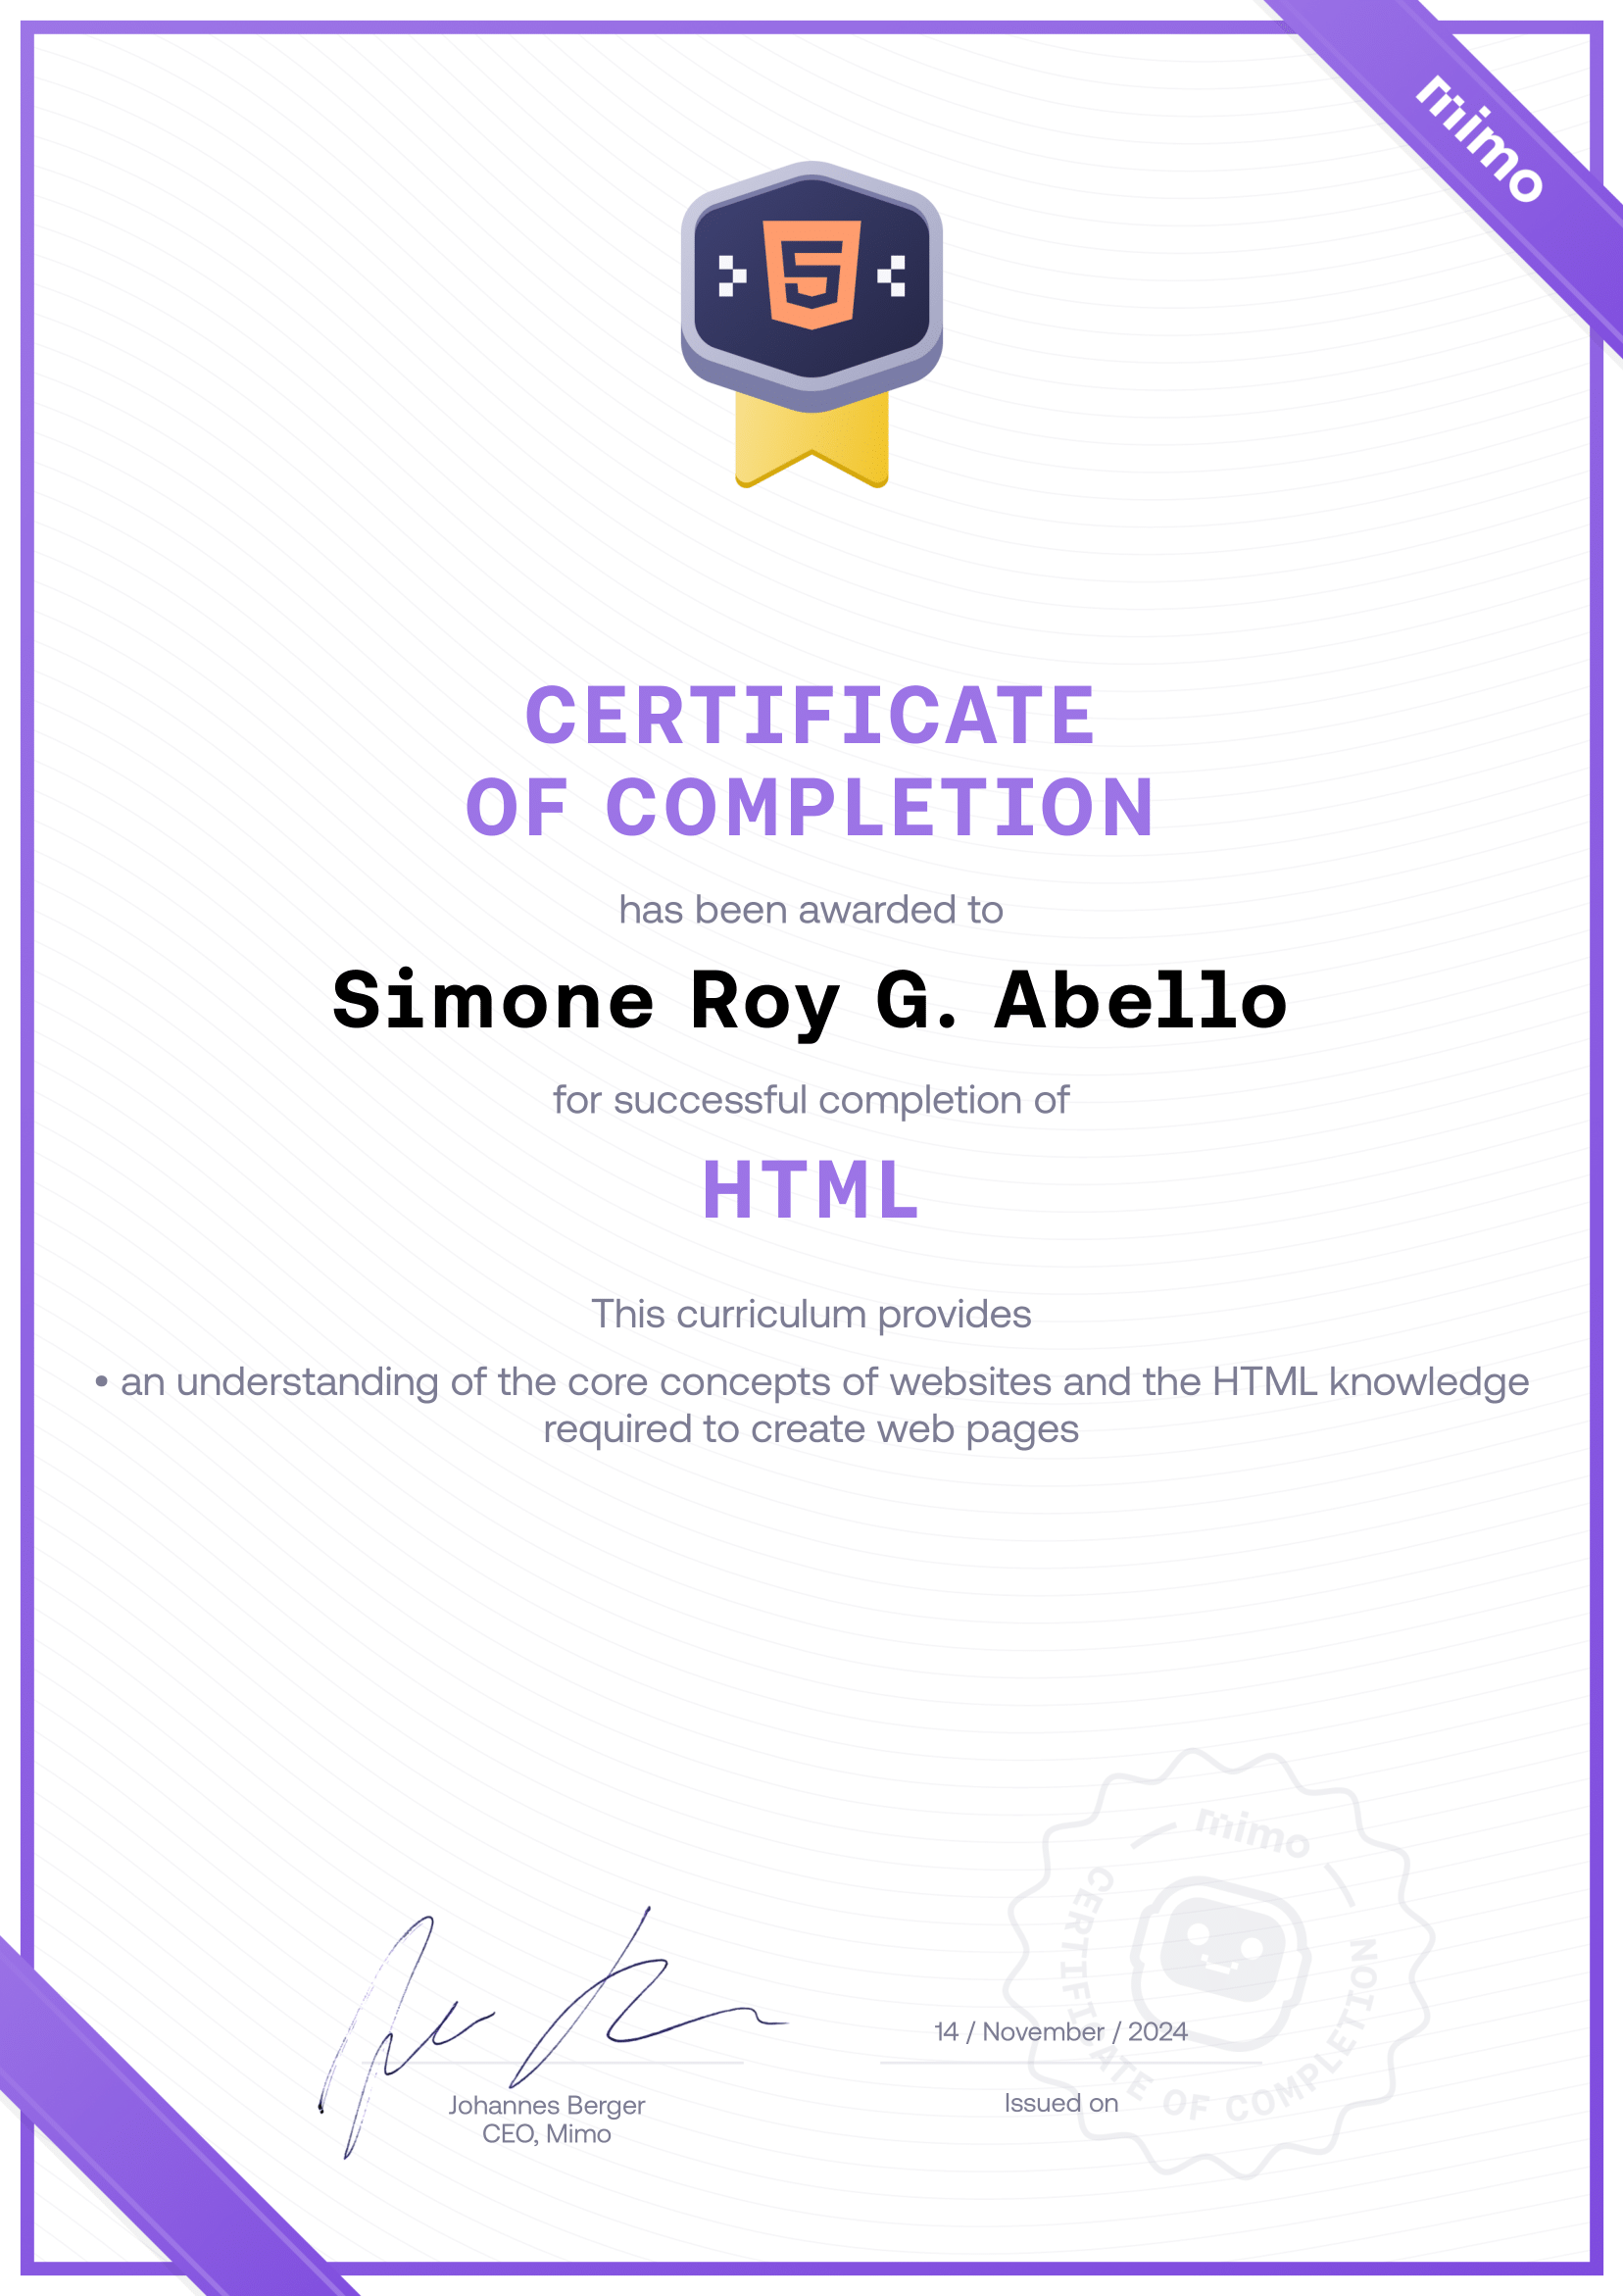 mimo
CERTIFICATE
OF COMPLETION
has been awarded to
Simone Roy G. Abello
for successful completion of
HTML
This curriculum provides
• an understanding of the core concepts of websites and the HTML knowledge
required to create web pages
mimo
CERTIFICATE OF COMPLETION
14 / November / 2024
Johannes Berger
CEO, Mimo
Issued on